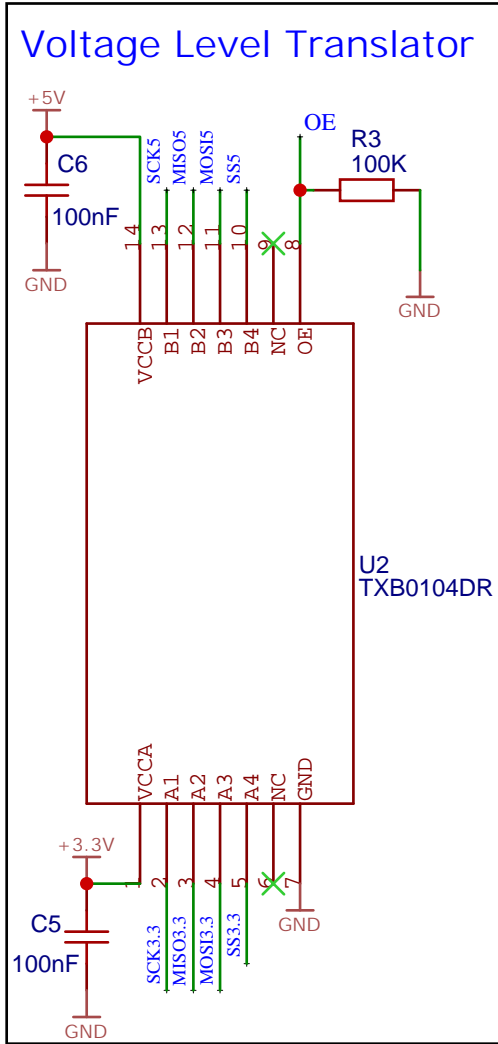 Voltage Level Translator
+5V
C6
100nF
GND
SCK5
MISO5
MOSI5
SS5
OE
R3
100K
GND
14
13
12
11
10
9
8
VCCB
B1
B2
B3
B4
NC
OE
U2
TXB0104DR
VCCA
A1
A2
A3
A4
NC
GND
1
2
3
4
5
6
7
+3.3V
C5
100nF
GND
SCK3.3
MISO3.3
MOSI3.3
SS3.3
GND